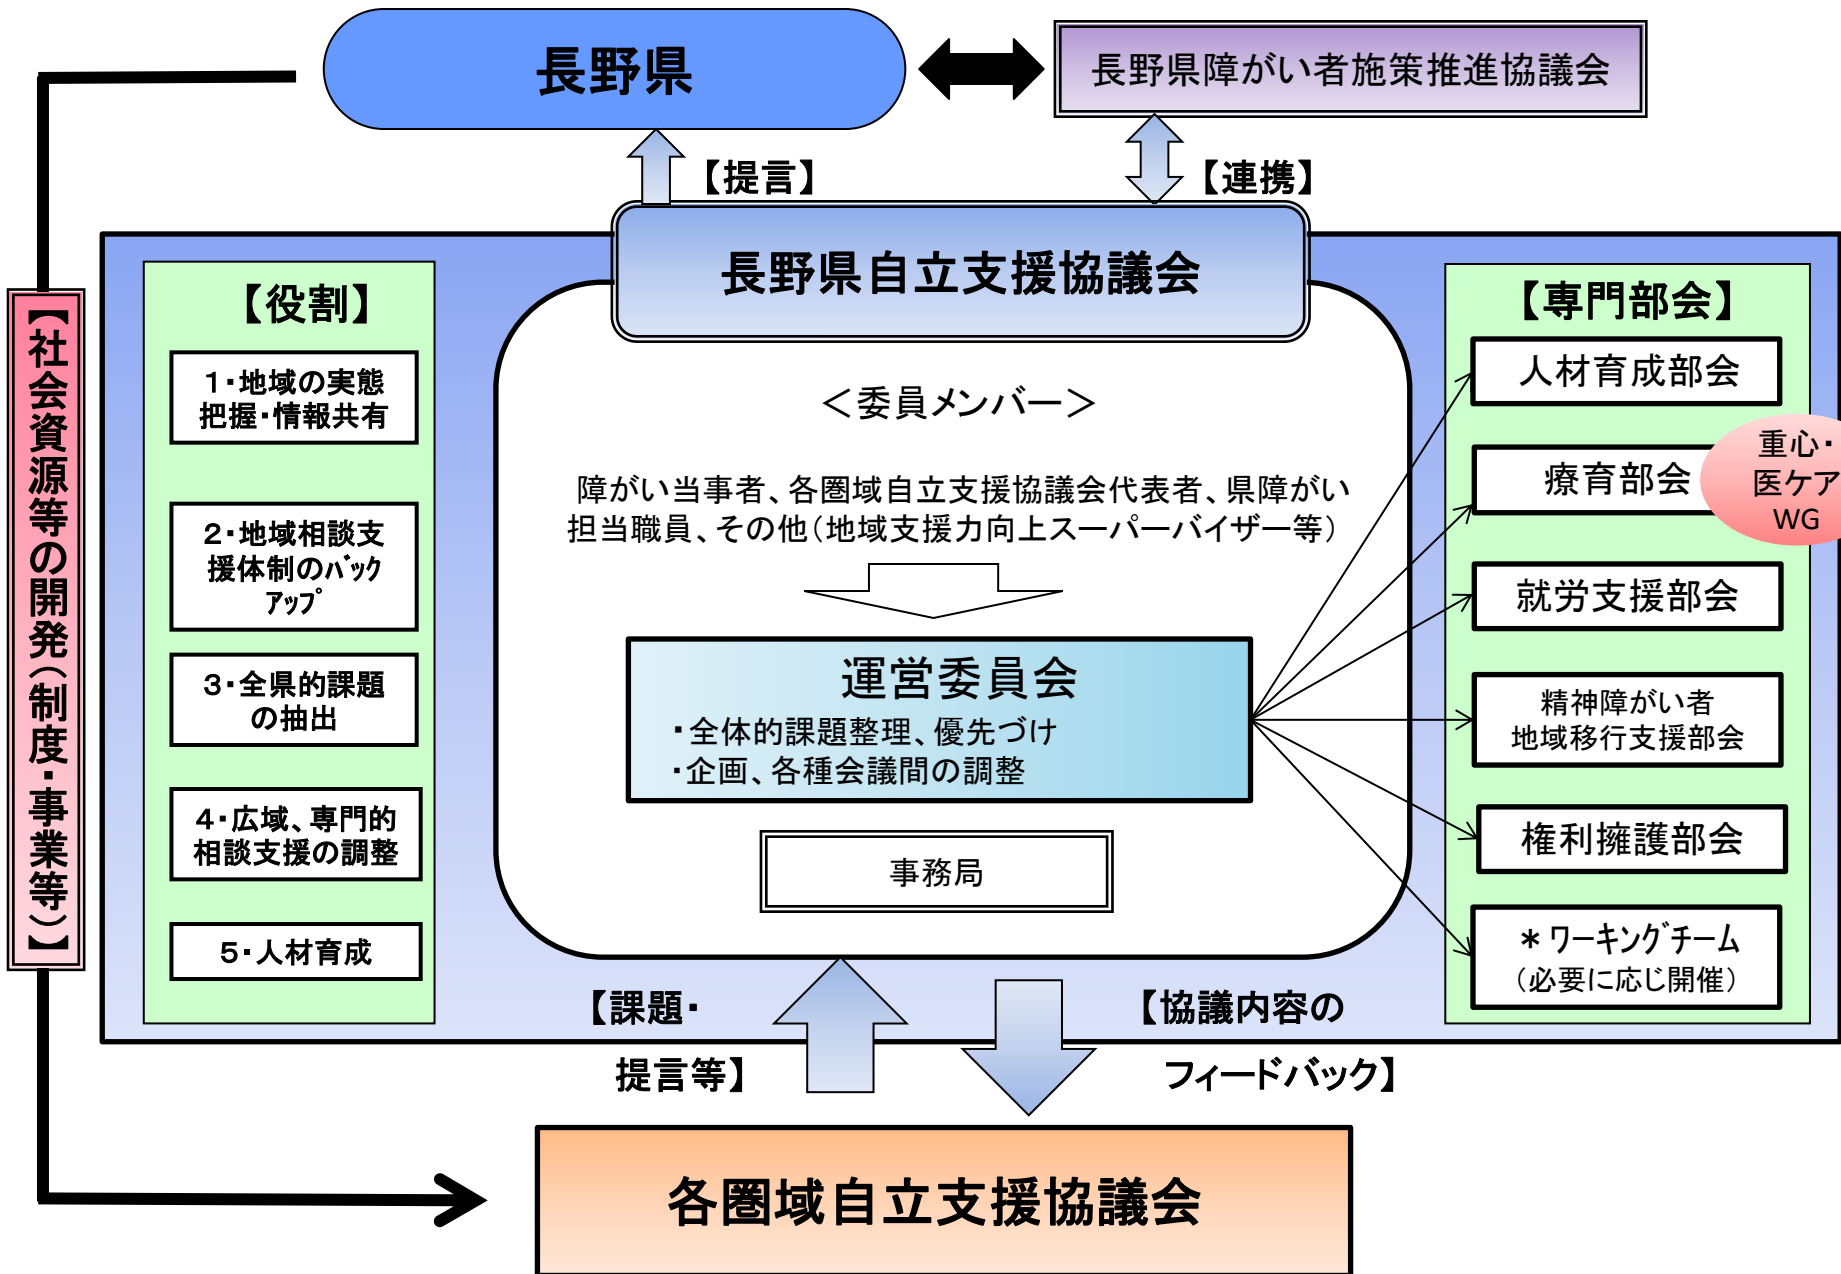 長野県
長野県障がい者施策推進協議会
【提言】
【連携】
長野県自立支援協議会
【社会資源等の開発(制度・事業等)】
【役割】
1・地域の実態
把握・情報共有
2・地域相談支
援体制のﾊﾞｯｸ
ｱｯﾌﾟ
3・全県的課題
の抽出
4・広域、専門的
相談支援の調整
5・人材育成
＜委員メンバー＞
障がい当事者、各圏域自立支援協議会代表者、県障がい
担当職員、その他(地域支援力向上スーパーバイザー等)
運営委員会
・全体的課題整理、優先づけ
・企画、各種会議間の調整
事務局
【専門部会】
人材育成部会
療育部会
重心・
医ケア
WG
就労支援部会
精神障がい者
地域移行支援部会
権利擁護部会
＊ワーキングチーム
(必要に応じ開催)
【課題・
提言等】
【協議内容の
フィードバック】
各圏域自立支援協議会